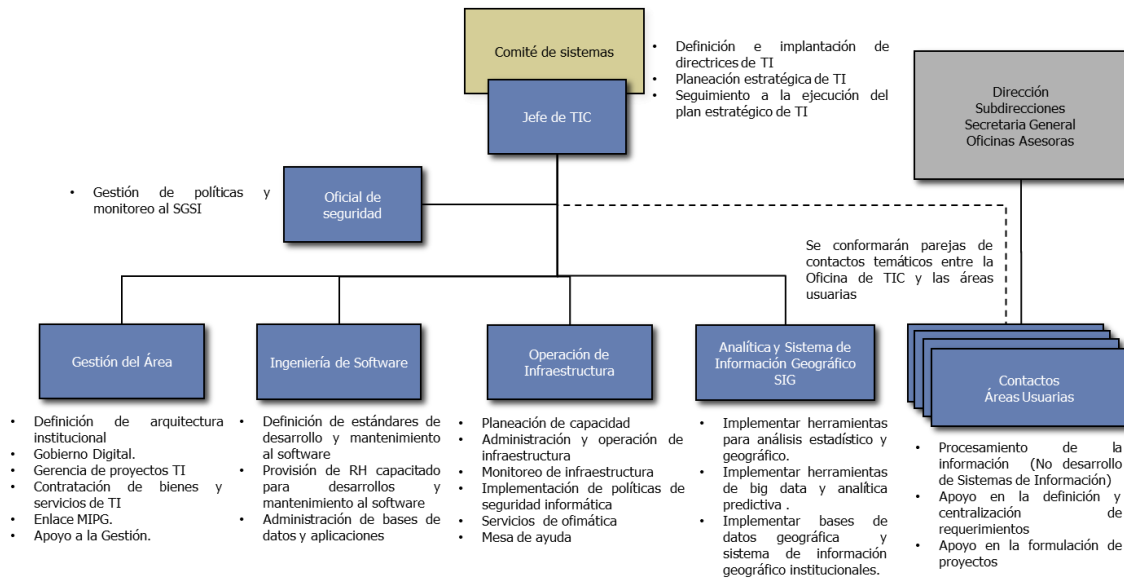 Comité de sistemas
Jefe de TIC
• Definición e implantación de
directrices de TI
• Planeación estratégica de TI
• Seguimiento a la ejecución del
plan estratégico de TI
Dirección
Subdirecciones
Secretaria General
Oficinas Asesoras
• Gestión de políticas y
monitoreo al SGSI
Oficial de
seguridad
Se conformarán parejas de
contactos temáticos entre la
Oficina de TIC y las áreas
usuarias
Gestión del Área
• Definición de arquitectura
institucional
• Gobierno Digital.
• Gerencia de proyectos TI
• Contratación de bienes y
servicios de TI
• Enlace MIPG.
• Apoyo a la Gestión.
Ingeniería de Software
• Definición de estándares de
desarrollo y mantenimiento
al software
• Provisión de RH capacitado
para desarrollos y
mantenimiento al software
• Administración de bases de
datos y aplicaciones
Operación de
Infraestructura
• Planeación de capacidad
• Administración y operación de
infraestructura
• Monitoreo de infraestructura
• Implementación de políticas de
seguridad informática
• Servicios de ofimática
• Mesa de ayuda
Analítica y Sistema de
Información Geográfico
SIG
• Implementar herramientas
para análisis estadístico y
geográfico.
• Implementar herramientas
de big data y analítica
predictiva .
• Implementar bases de
datos geográfica y
sistema de información
geográfico institucionales.
Contactos
Áreas Usuarias
• Procesamiento de la
información (No desarrollo
de Sistemas de Información)
• Apoyo en la definición y
centralización de
requerimientos
• Apoyo en la formulación de
proyectos